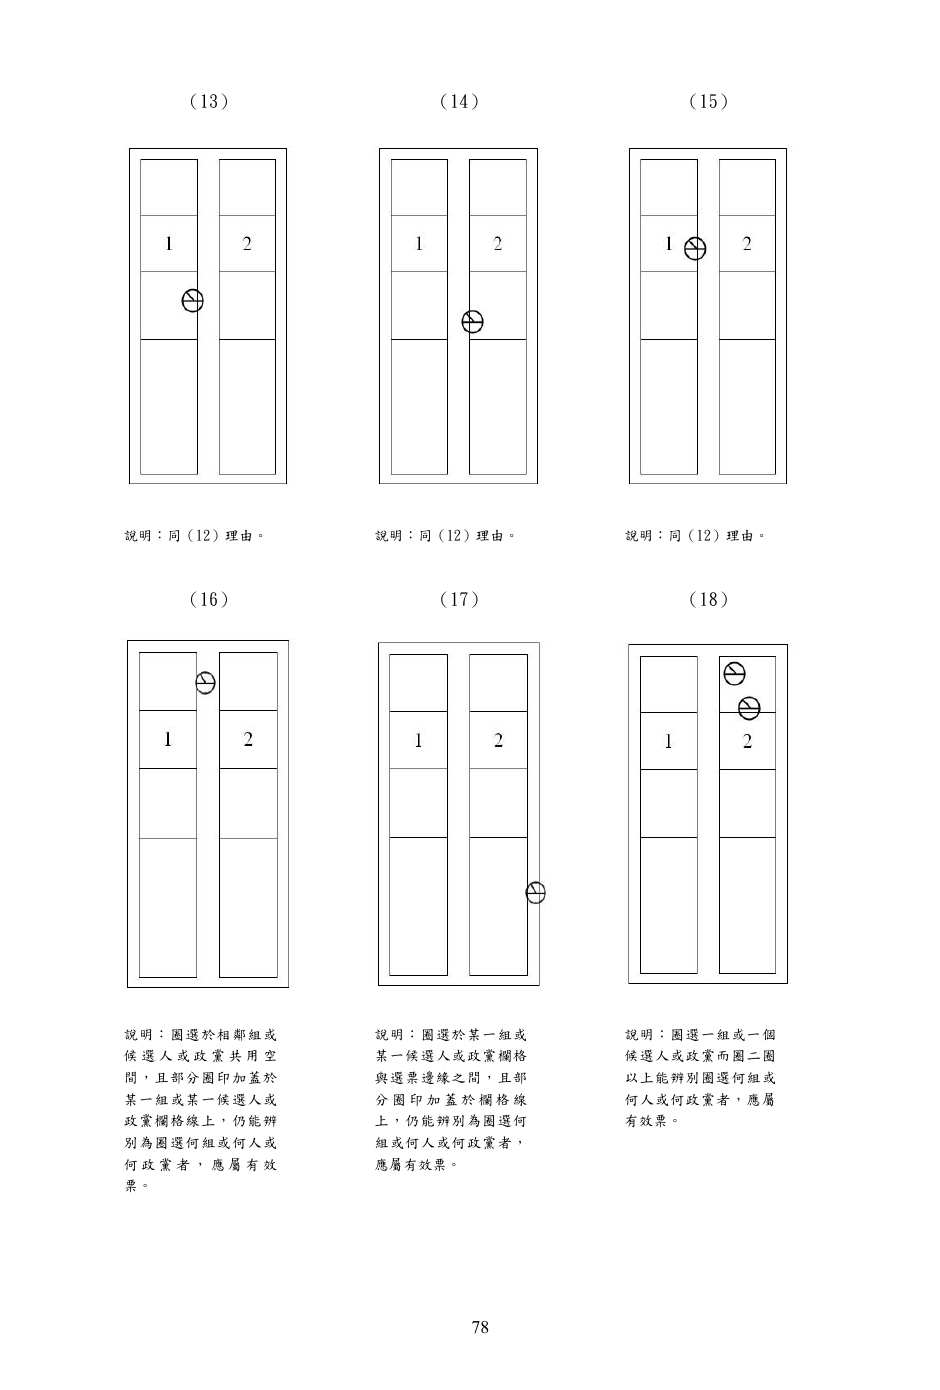 （13）
（14）
（15）
1 2
1 2
1 2
說明：同（12）理由。
說明：同（12）理由。
說明：同（12）理由。
（16）
（17）
（18）
1 2
1 2
1 2
說明：圈選於相鄰組或
候選人或政黨共用空
間，且部分圈印加蓋於
某一組或某一候選人或
政黨欄格線上，仍能辨
別為圈選何組或何人或
何政黨者，應屬有效
票。
說明：圈選於某一組或
某一候選人或政黨欄格
與選票邊緣之間，且部
分圈印加蓋於欄格線
上，仍能辨別為圈選何
組或何人或何政黨者，
應屬有效票。
說明：圈選一組或一個
候選人或政黨而圈二圈
以上能辨別圈選何組或
何人或何政黨者，應屬
有效票。
78